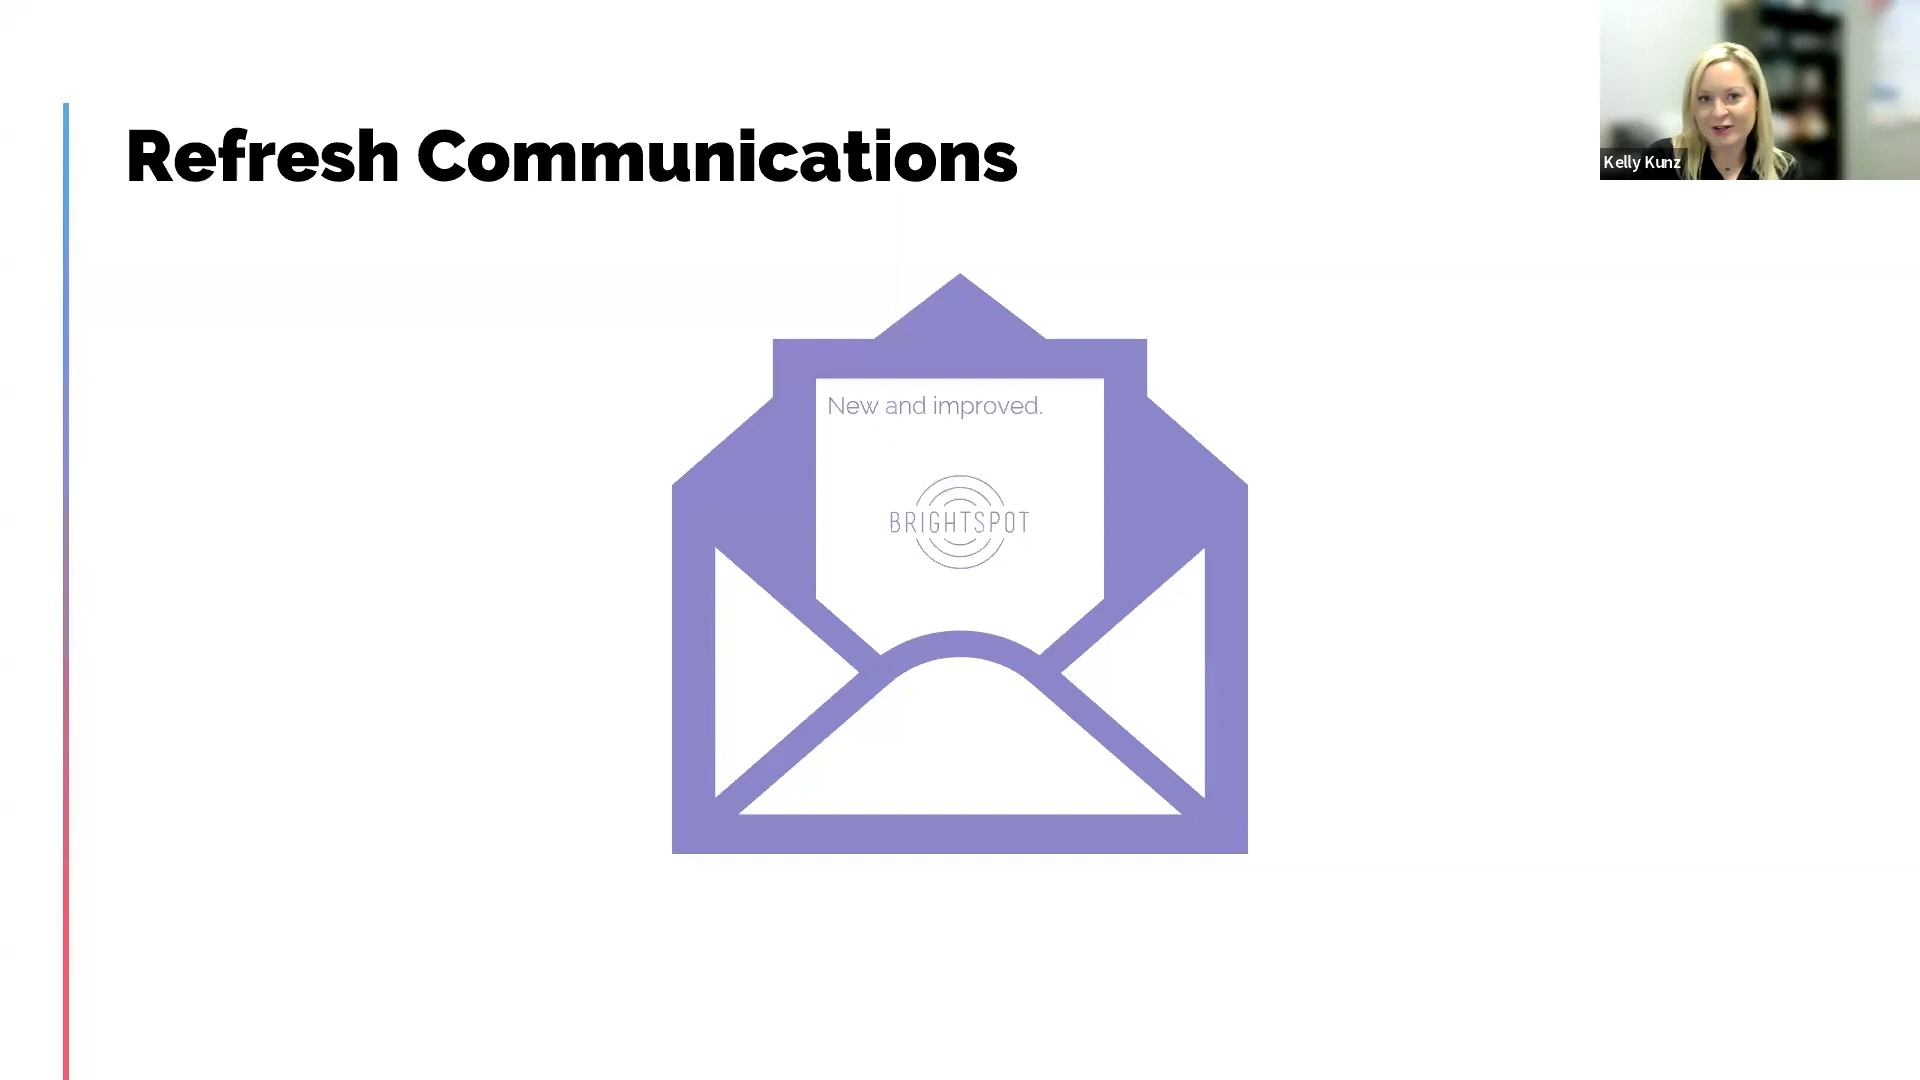 Refresh Communications
Kelly Kunz
New and improved.
BRIGHTSPOT